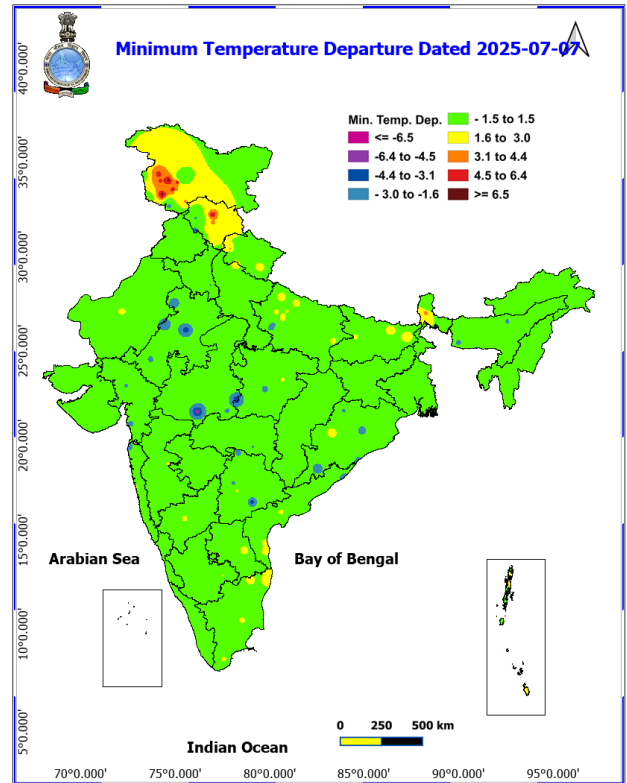 Minimum Temperature Departure Dated 2025-07-07
Min. Temp. Dep.
<= -6.5
-6.4 to -4.5
-4.4 to -3.1
- 3.0 to -1.6
- 1.5 to 1.5
1.6 to 3.0
3.1 to 4.4
4.5 to 6.4
>= 6.5
40°0.000'
35°0.000'
30°0.000'
25°0.000'
20°0.000'
15°0.000'
10°0.000'
5°0.000'
Arabian Sea
Bay of Bengal
Indian Ocean
0 250 500 km
70°0.000' 75°0.000' 80°0.000' 85°0.000' 90°0.000' 95°0.000'